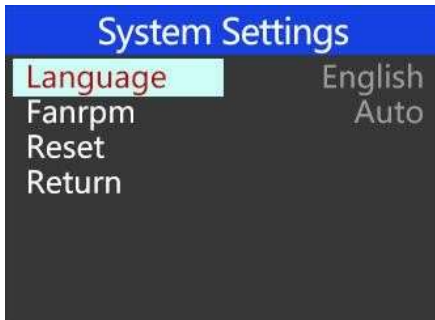 System Settings
Language English
Fanrpm Auto
Reset
Return